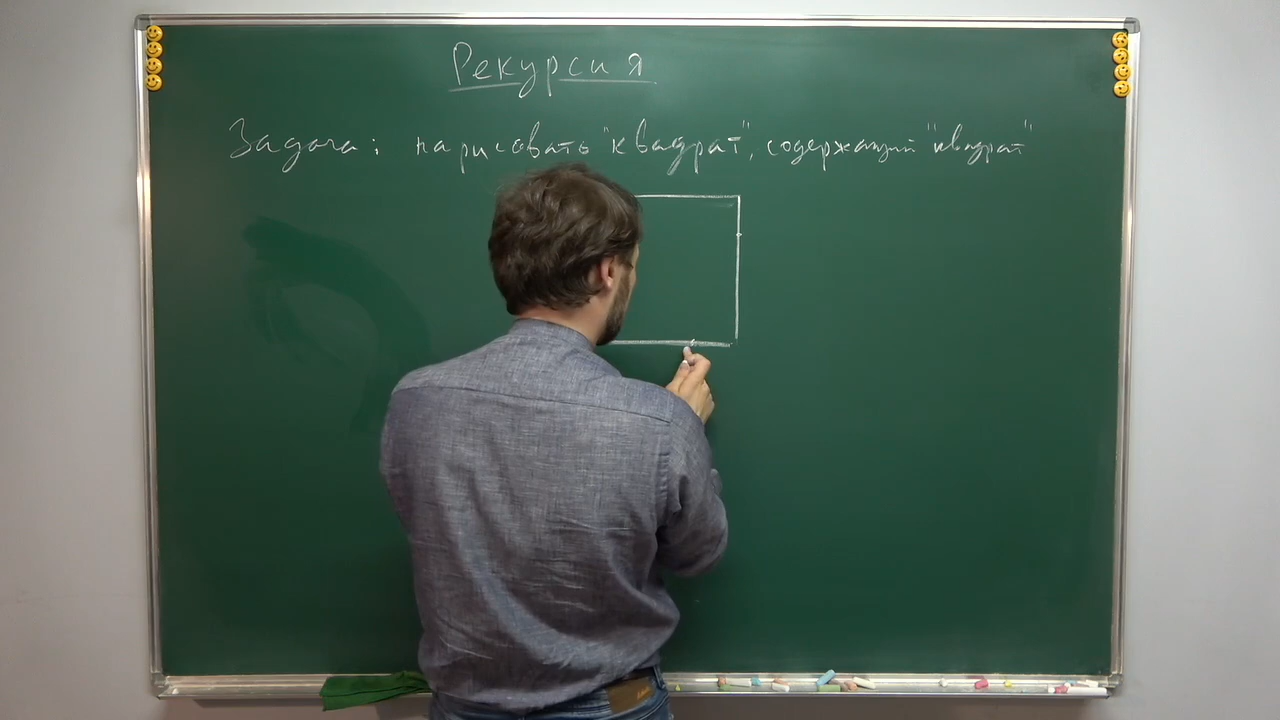 Рекурсия
Задача: нарисовать "квадрат", содержащий "квадрат"